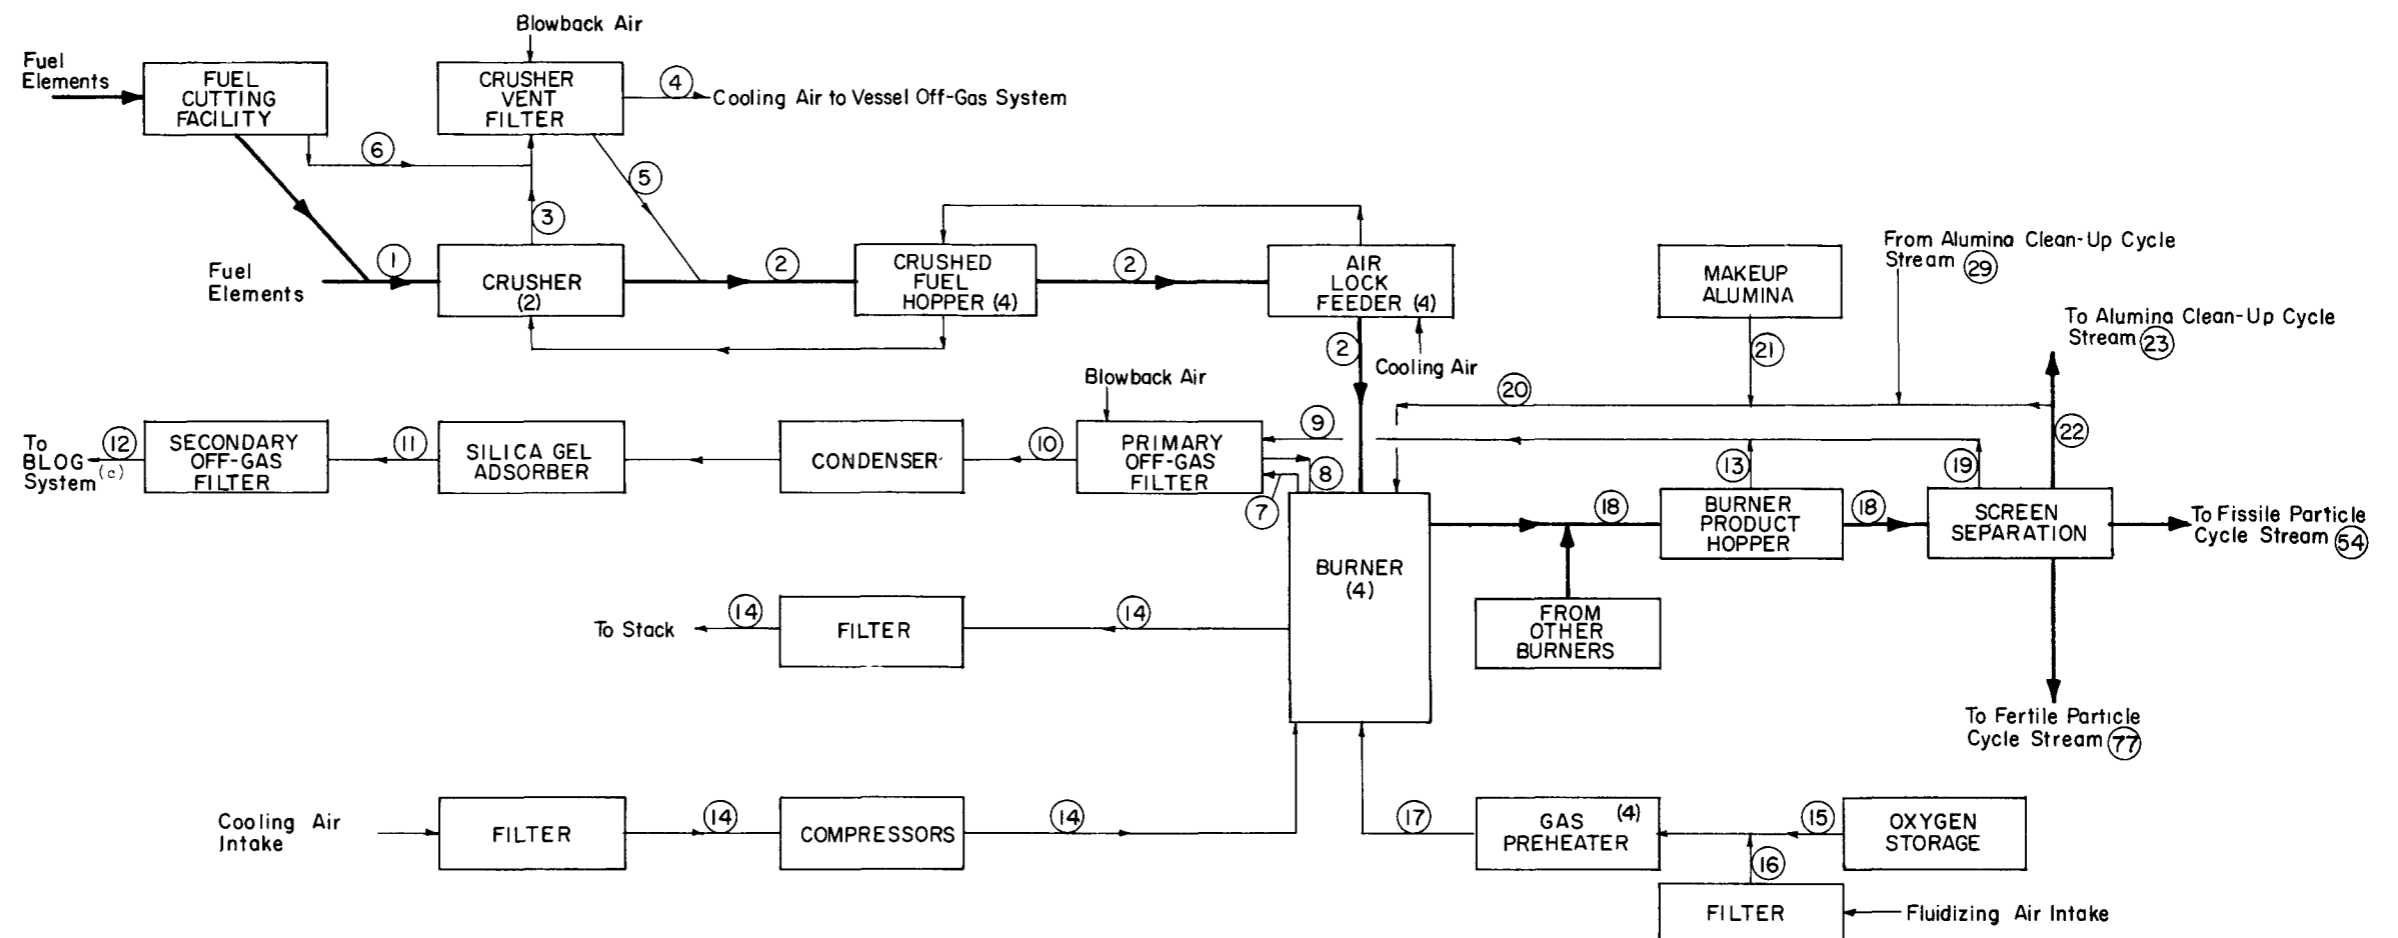 Blowback Air
Fuel
Elements
FUEL
CUTTING
FACILITY
CRUSHER
VENT
FILTER
4
Cooling Air to Vessel Off-Gas System
6
5
3
Fuel
Elements
1
CRUSHER
(2)
2
CRUSHED
FUEL
HOPPER (4)
2
AIR
LOCK
FEEDER (4)
2
Cooling Air
MAKEUP
ALUMINA
21
From Alumina Clean-Up Cycle
Stream 29
To Alumina Clean-Up Cycle
Stream 23
20
22
Blowback Air
To
BLOG
System (c)
12
SECONDARY
OFF-GAS
FILTER
11
SILICA GEL
ADSORBER
CONDENSER
10
PRIMARY
OFF-GAS
FILTER
9
8
7
13
19
BURNER
(4)
18
BURNER
PRODUCT
HOPPER
18
SCREEN
SEPARATION
To Fissile Particle
Cycle Stream 54
FROM
OTHER
BURNERS
To Stack
14
FILTER
14
To Fertile Particle
Cycle Stream 77
Cooling Air
Intake
FILTER
14
COMPRESSORS
14
17
GAS (4)
PREHEATER
15
OXYGEN
STORAGE
16
FILTER
Fluidizing Air Intake